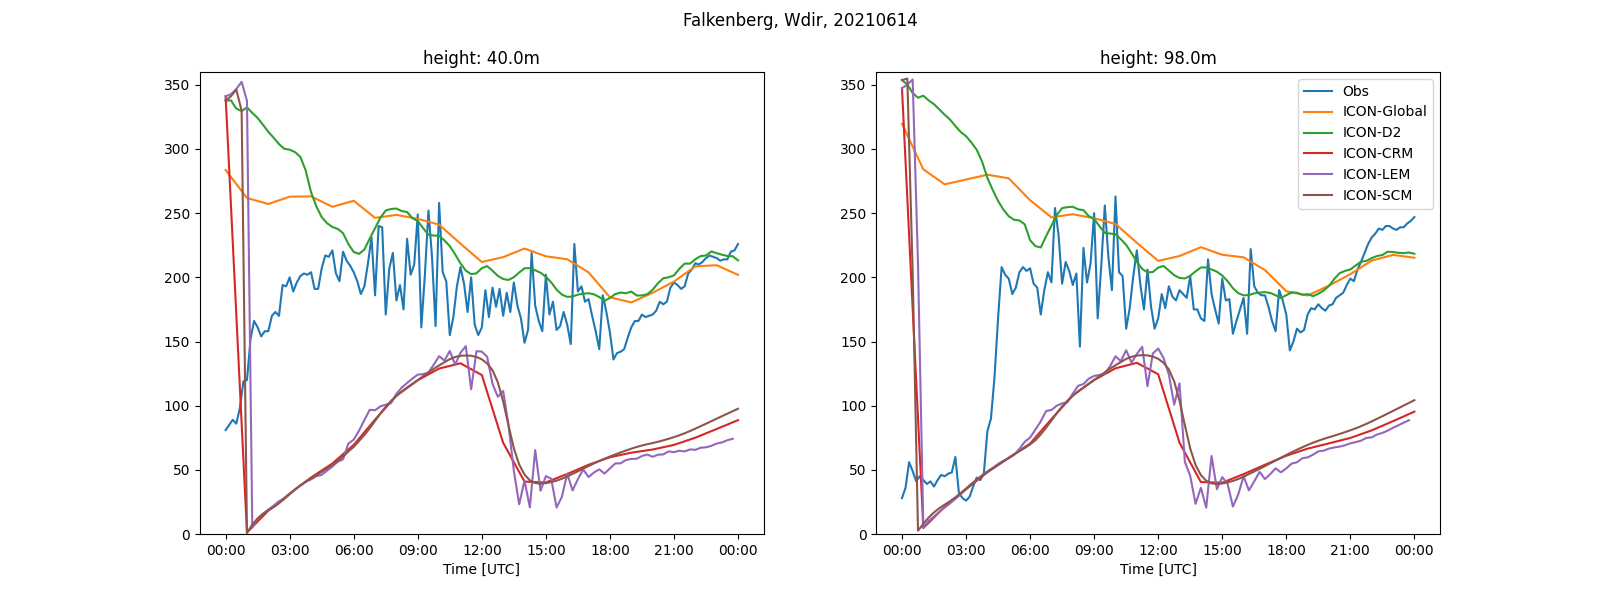 Falkenberg, Wdir, 20210614
height: 40.0m
350
300
250
200
150
100
50
0
00:00 03:00 06:00 09:00 12:00 15:00 18:00 21:00 00:00
Time [UTC]
height: 98.0m
350
300
250
200
150
100
50
0
00:00 03:00 06:00 09:00 12:00 15:00 18:00 21:00 00:00
Time [UTC]
Obs
ICON-Global
ICON-D2
ICON-CRM
ICON-LEM
ICON-SCM